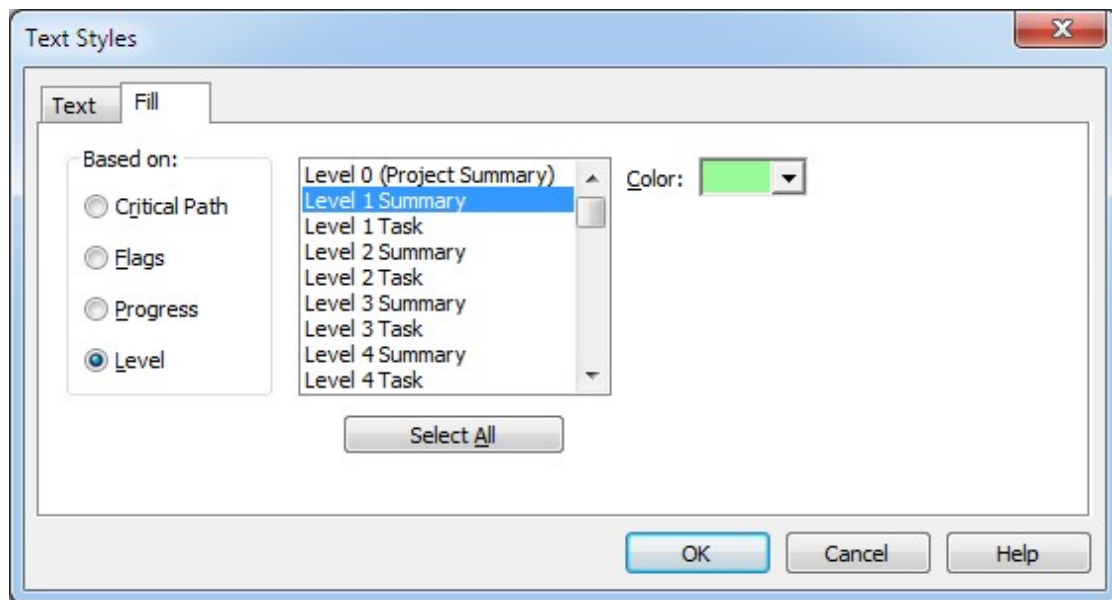 Text Styles
Text
Fill
Based on:
Critical Path
Flags
Progress
Level
Level 0 (Project Summary)
Level 1 Summary
Level 1 Task
Level 2 Summary
Level 2 Task
Level 3 Summary
Level 3 Task
Level 4 Summary
Level 4 Task
Select All
Color:
OK
Cancel
Help